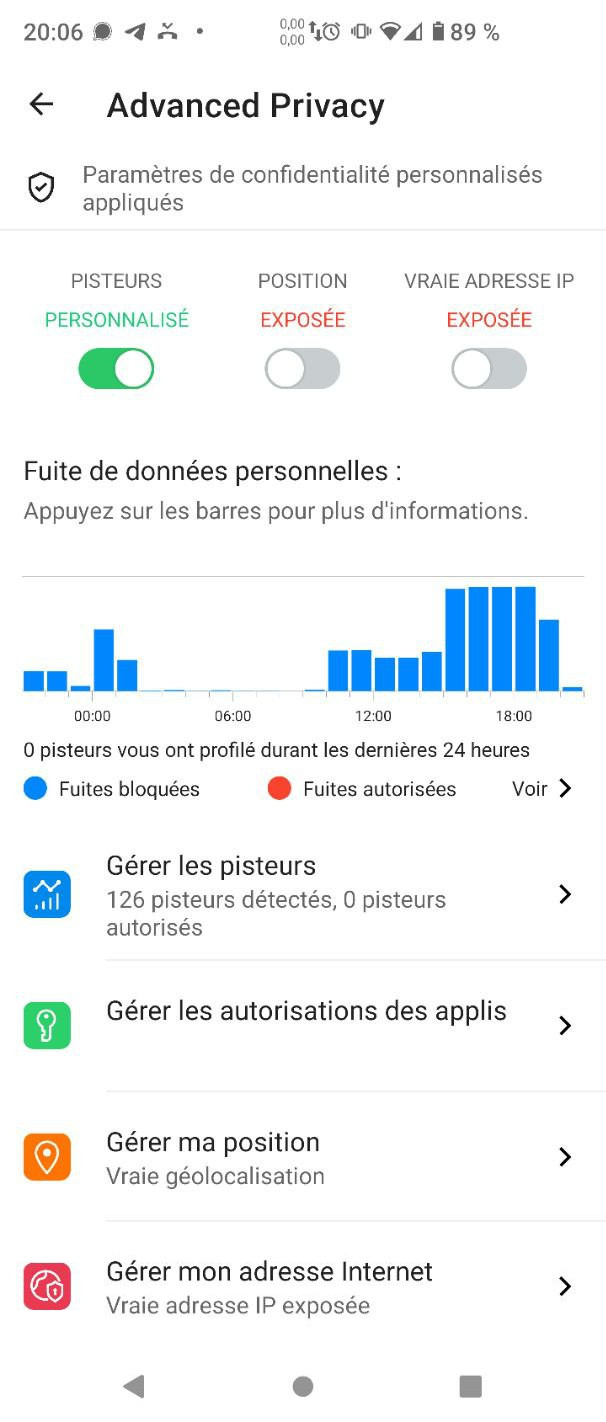 20:06
0,00
0,00
89 %
Advanced Privacy
Paramètres de confidentialité personnalisés
appliqués
PISTEURS
POSITION
VRAIE ADRESSE IP
PERSONNALISÉ
EXPOSÉE
EXPOSÉE
Fuite de données personnelles :
Appuyez sur les barres pour plus d'informations.
00:00
06:00
12:00
18:00
0 pisteurs vous ont profilé durant les dernières 24 heures
Fuites bloquées
Fuites autorisées
Voir
Gérer les pisteurs
126 pisteurs détectés, 0 pisteurs
autorisés
Gérer les autorisations des applis
Gérer ma position
Vraie géolocalisation
Gérer mon adresse Internet
Vraie adresse IP exposée